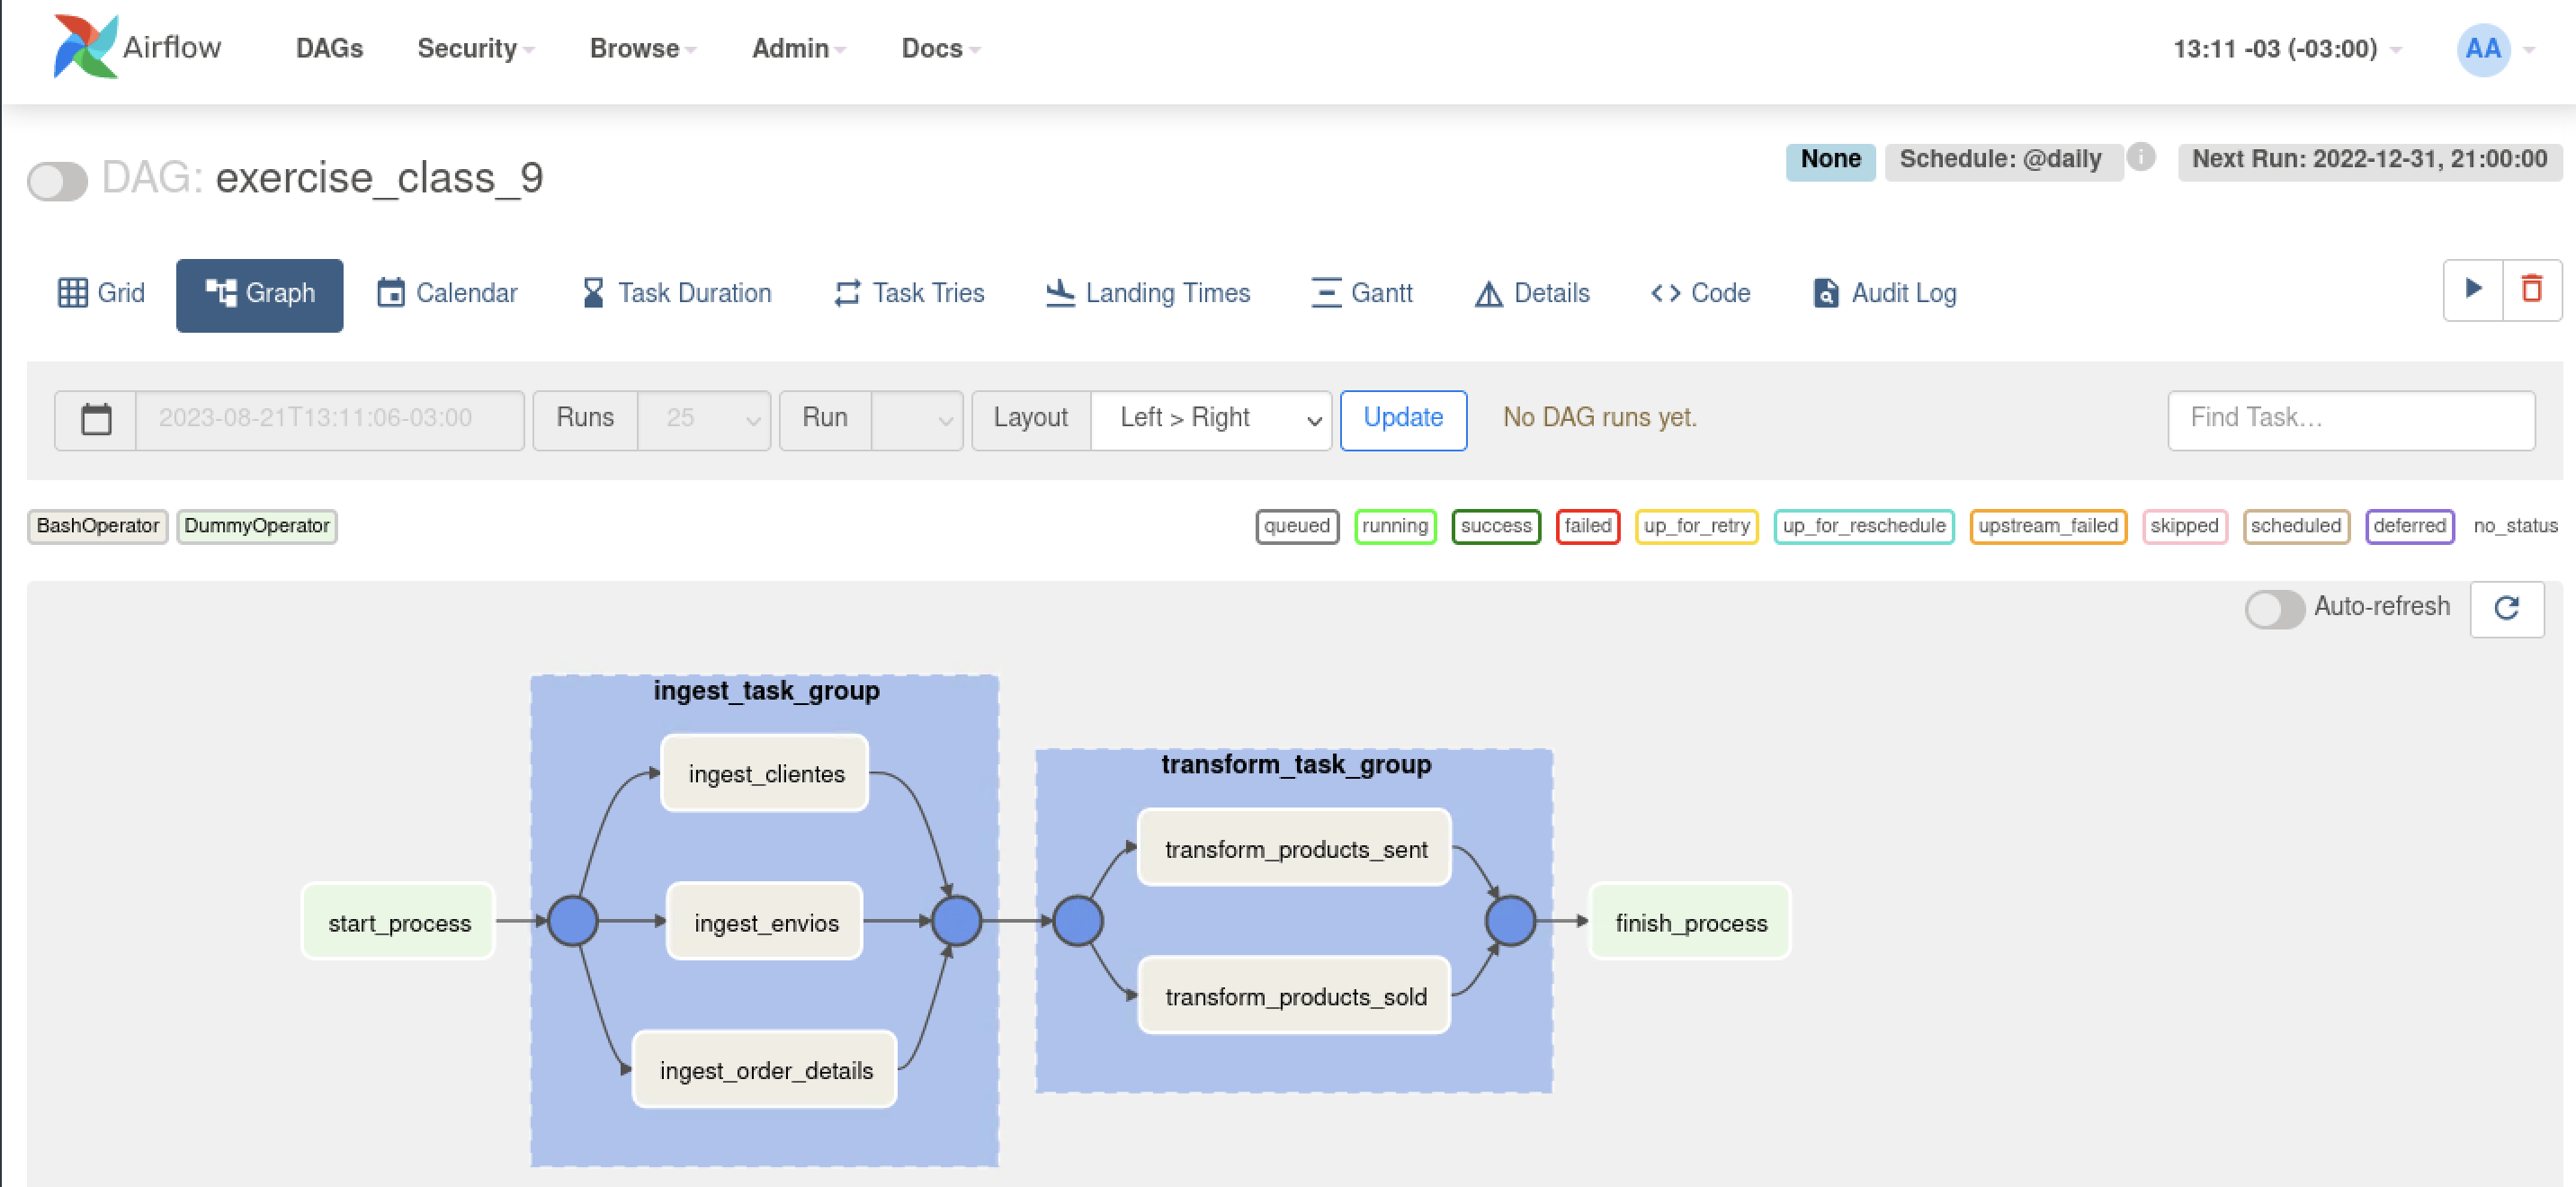 Airflow DAGs Security Browse Admin Docs 13:11 -03 (-03:00) AA
DAG: exercise_class_9 None Schedule: @daily i Next Run: 2022-12-31, 21:00:00
Grid Graph Calendar Task Duration Task Tries Landing Times Gantt Details Code Audit Log
2023-08-21T13:11:06-03:00 Runs 25 Run Layout Left > Right Update No DAG runs yet. Find Task...
BashOperator DummyOperator queued running success failed up_for_retry up_for_reschedule upstream_failed skipped scheduled deferred no_status
Auto-refresh
ingest_task_group
transform_task_group
ingest_clientes
transform_products_sent
start_process
ingest_envios
finish_process
transform_products_sold
ingest_order_details